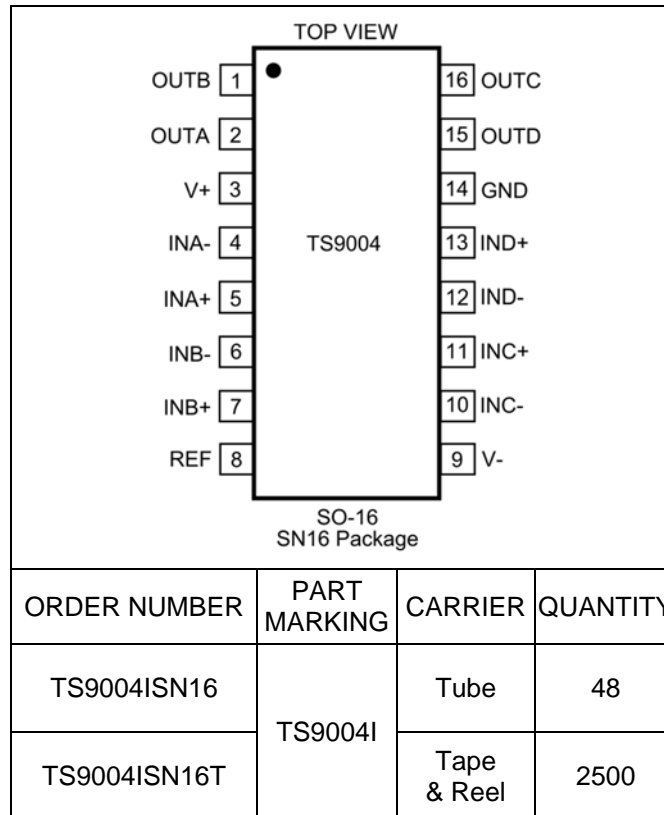 TOP VIEW
OUTB 1
16 OUTC
OUTA 2
15 OUTD
V+ 3
14 GND
INA- 4
TS9004
13 IND+
INA+ 5
12 IND-
INB- 6
11 INC+
INB+ 7
10 INC-
REF 8
9 V-
SO-16
SN16 Package
ORDER NUMBER
PART
MARKING
CARRIER
QUANTITY
TS9004ISN16
TS9004I
Tube
48
TS9004ISN16T
Tape
& Reel
2500